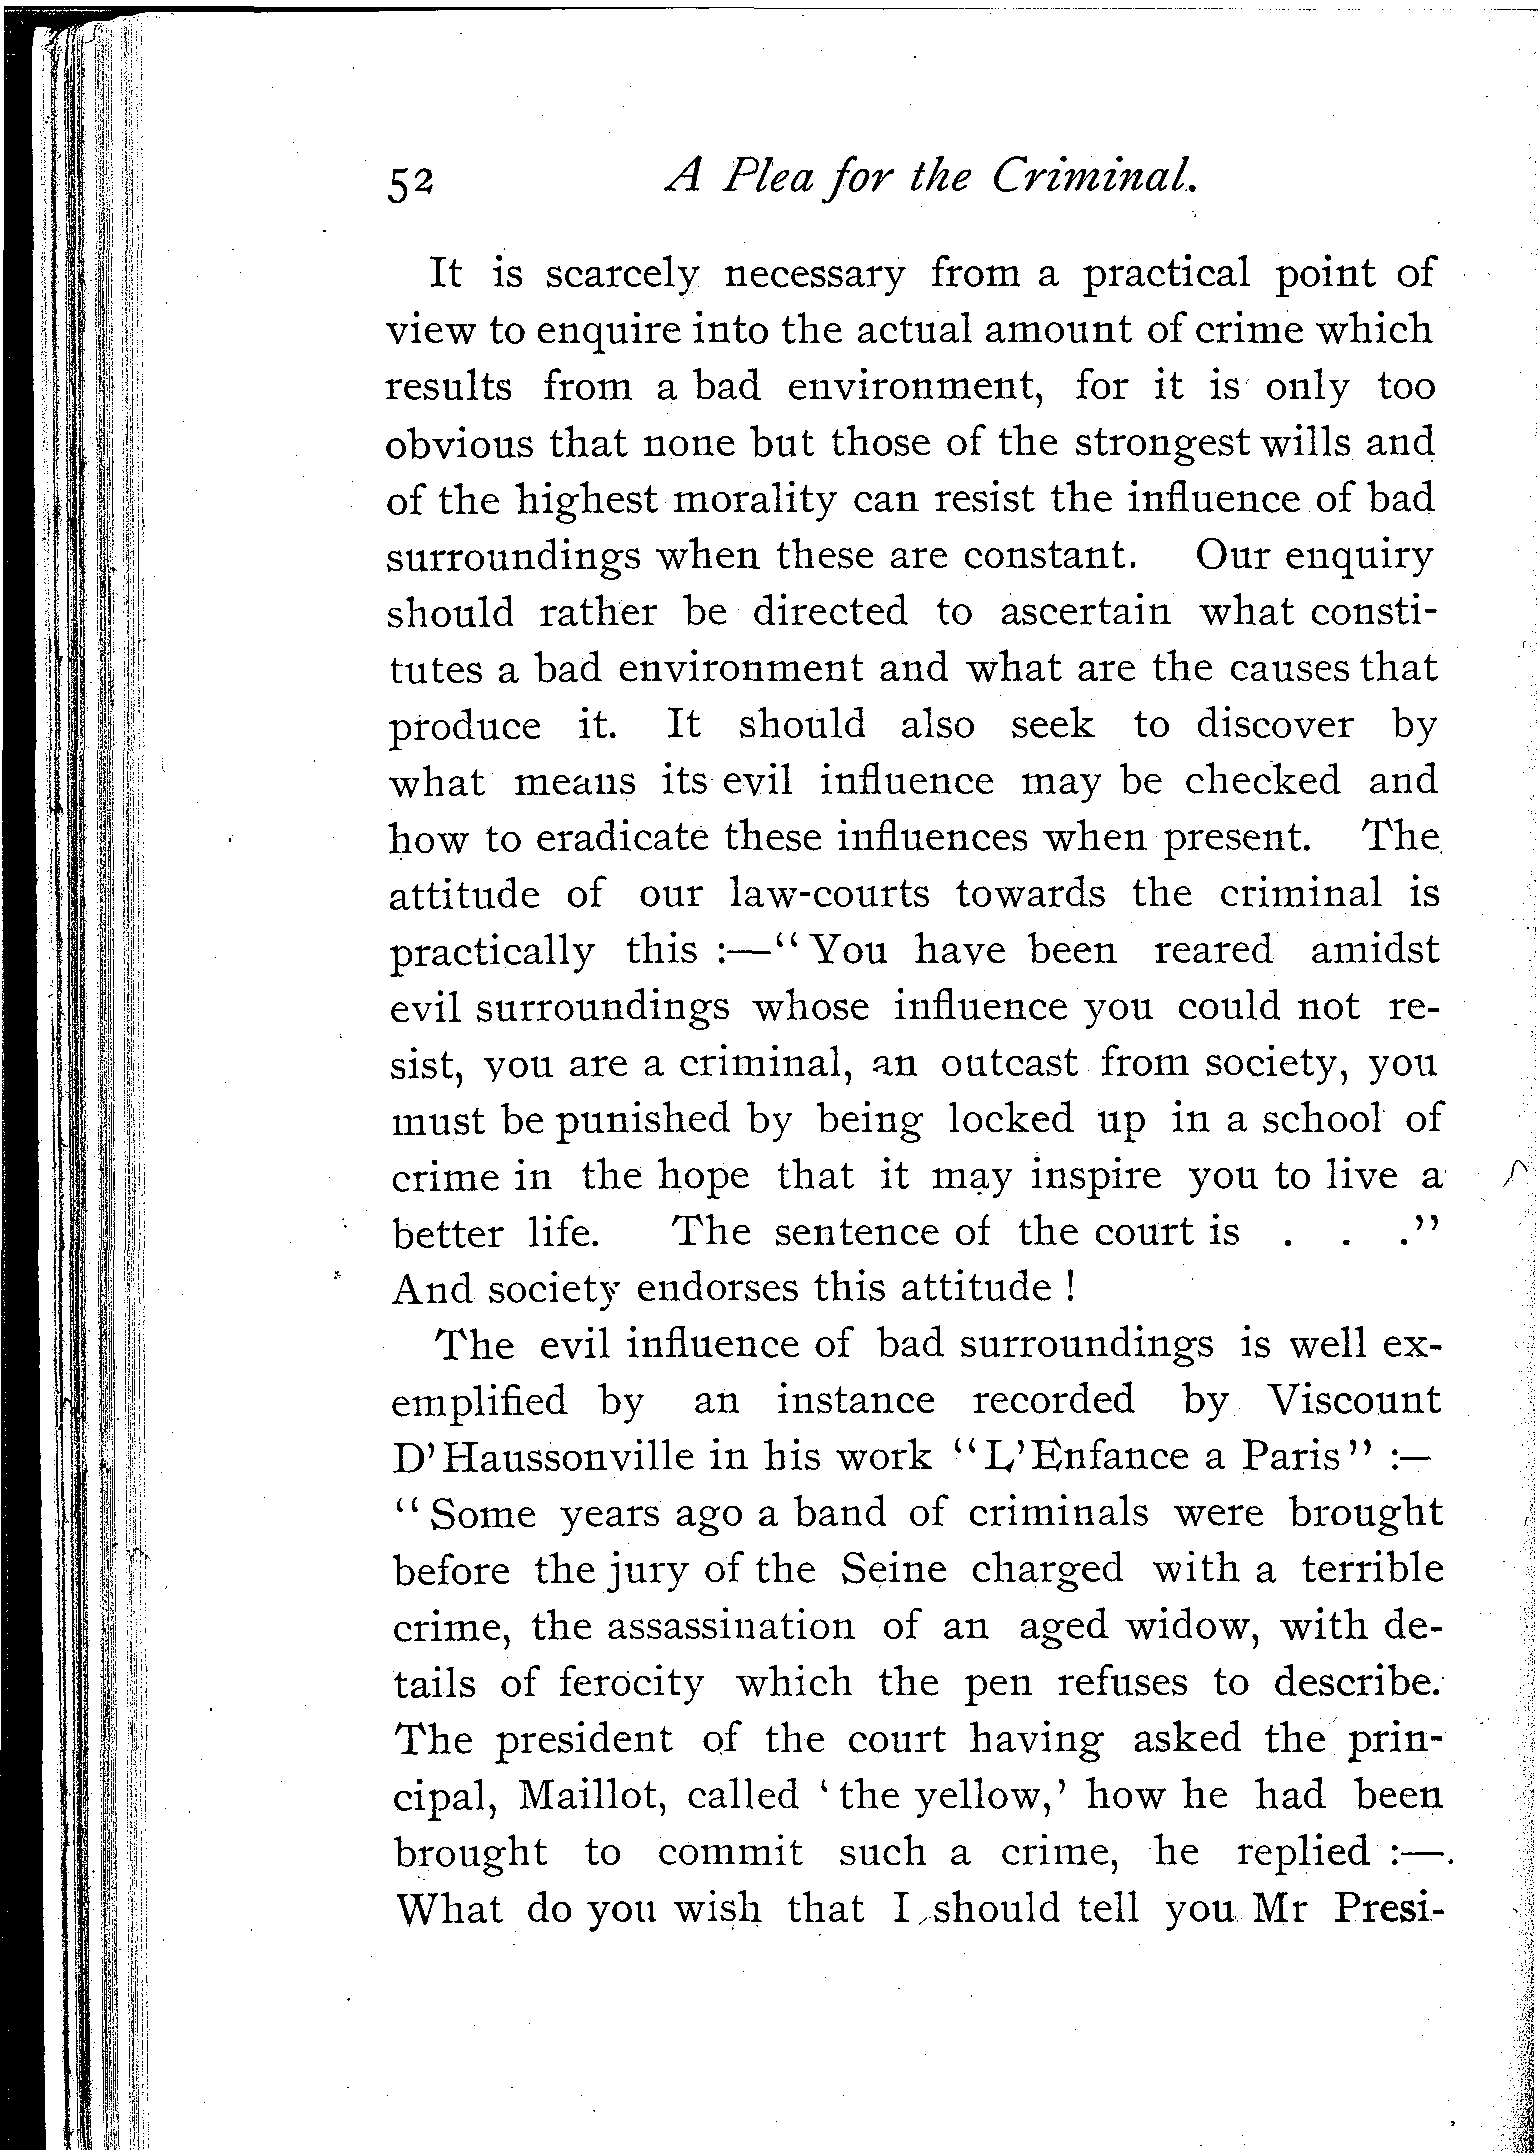 52 A Plea for the Criminal.
It is scarcely necessary from a practical point of
view to enquire into the actual amount of crime which
results from a bad environment, for it is only too
obvious that none but those of the strongest wills and
of the highest morality can resist the influence of bad
surroundings when these are constant. Our enquiry
should rather be directed to ascertain what consti-
tutes a bad environment and what are the causes that
produce it. It should also seek to discover by
what means its evil influence may be checked and
how to eradicate these influences when present. The
attitude of our law-courts towards the criminal is
practically this :—“ You have been reared amidst
evil surroundings whose influence you could not re-
sist, you are a criminal, an outcast from society, you
must be punished by being locked up in a school of
crime in the hope that it may inspire you to live a
better life. The sentence of the court is . . .”
And society endorses this attitude !
The evil influence of bad surroundings is well ex-
emplified by an instance recorded by Viscount
D’Haussonville in his work “L’Enfance a Paris” :—
“Some years ago a band of criminals were brought
before the jury of the Seine charged with a terrible
crime, the assassination of an aged widow, with de-
tails of ferocity which the pen refuses to describe.
The president of the court having asked the prin-
cipal, Maillot, called ‘the yellow,’ how he had been
brought to commit such a crime, he replied :—.
What do you wish that I should tell you Mr Presi-